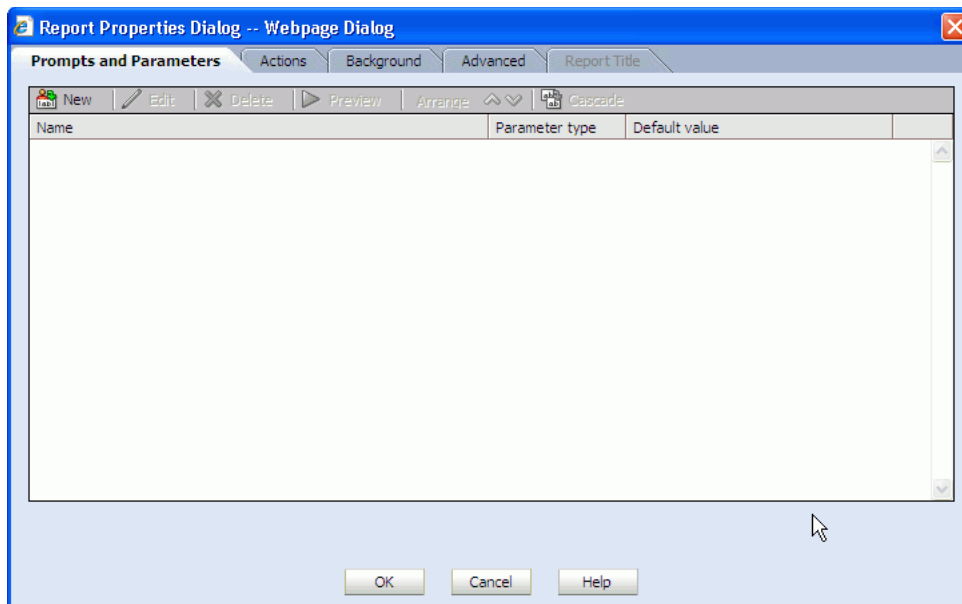 Report Properties Dialog -- Webpage Dialog
Prompts and Parameters Actions Background Advanced Report Title
New Edit Delete Preview Arrange Cascade
Name Parameter type Default value
OK Cancel Help